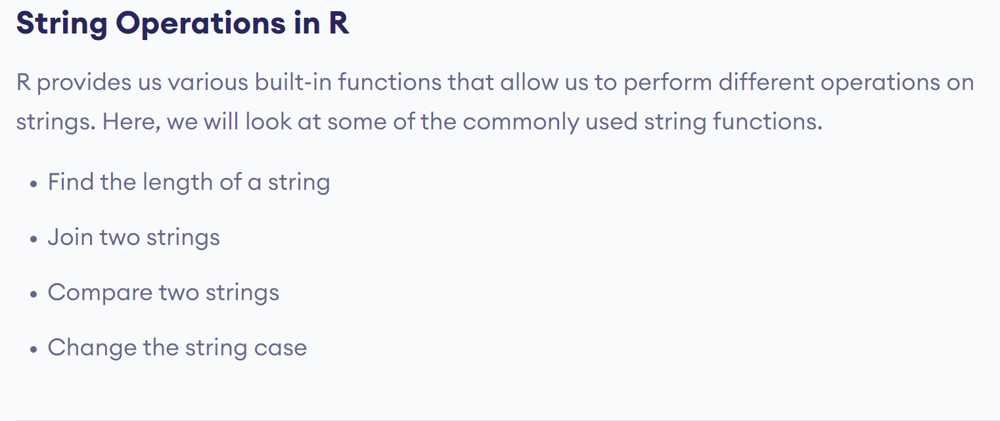 String Operations in R
R provides us various built-in functions that allow us to perform different operations on
strings. Here, we will look at some of the commonly used string functions.
• Find the length of a string
• Join two strings
• Compare two strings
• Change the string case